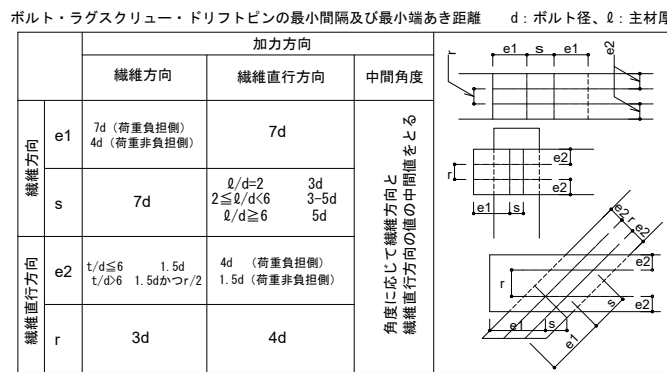 ボルト・ラグスクリュー・ドリフトピンの最小間隔及び最小端あき距離 d:ボルト径、ℓ:主材厚
加力方向
繊維方向 繊維直行方向 中間角度
繊維方向
e1
7d(荷重負担側)
4d(荷重非負担側)
7d
s
7d
ℓ/d=2 3d
2≦ℓ/d<6 3-5d
ℓ/d≧6 5d
繊維直行方向
e2
t/d≦6 1.5d
t/d>6 1.5dかつr/2
4d (荷重負担側)
1.5d(荷重非負担側)
r
3d
4d
角度に応じて繊維方向と
繊維直行方向の値の中間値をとる
e1 s e1
r
e2
e2
r
e2
e1 s
e2 r e2
e2
r
s
e2
e1 s
e1